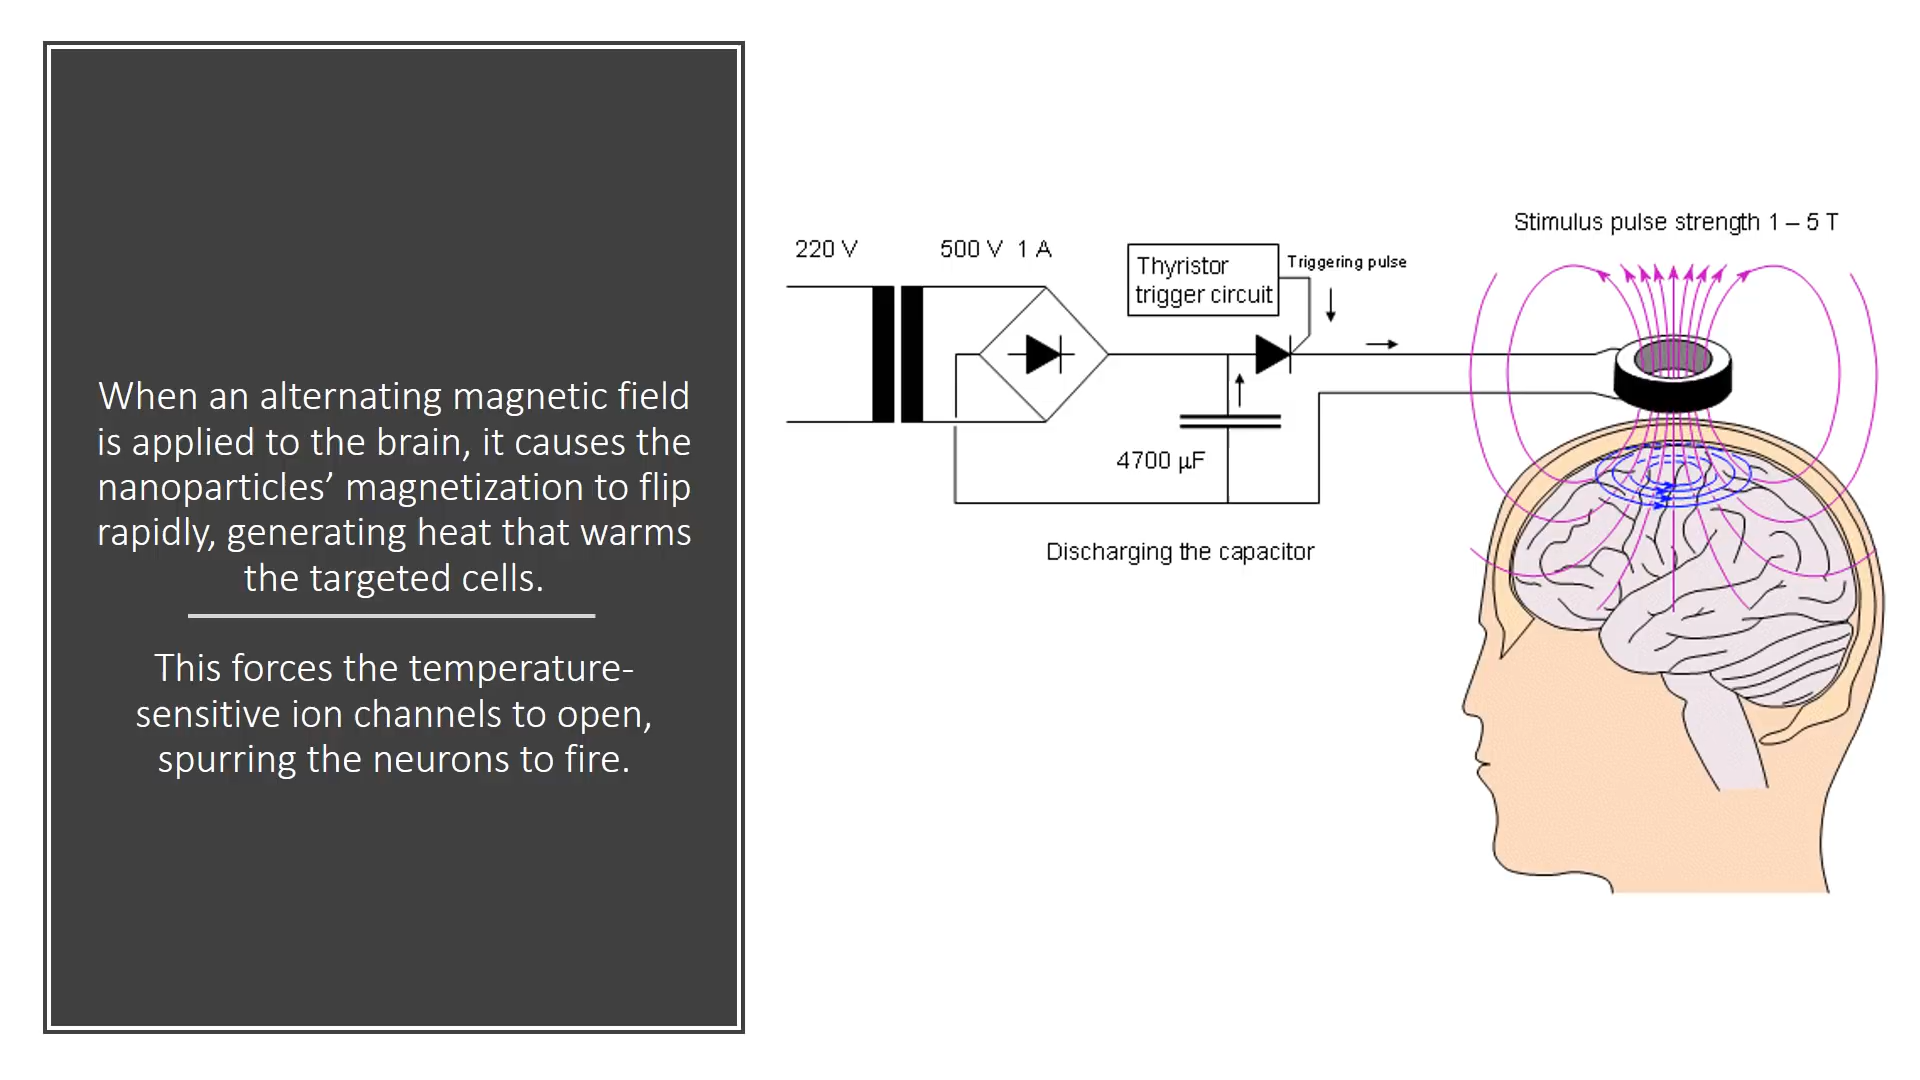 When an alternating magnetic field
is applied to the brain, it causes the
nanoparticles’ magnetization to flip
rapidly, generating heat that warms
the targeted cells.
This forces the temperature-
sensitive ion channels to open,
spurring the neurons to fire.
220 V
500 V 1 A
Thyristor
trigger circuit
Triggering pulse
Stimulus pulse strength 1 – 5 T
4700 µF
Discharging the capacitor